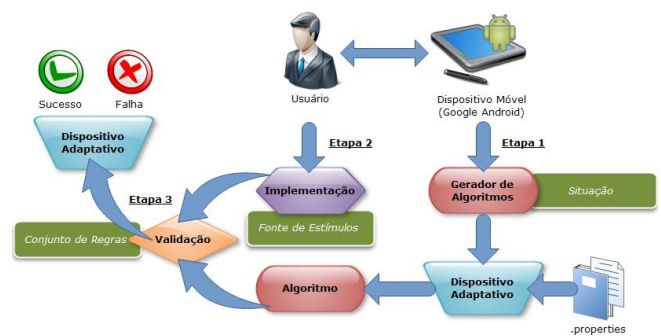 Sucesso
Falha
Usuário
Dispositivo Móvel
(Google Android)
Dispositivo
Adaptativo
Etapa 2
Etapa 1
Etapa 3
Implementação
Gerador de
Algoritmos
Situação
Conjunto de Regras
Validação
Fonte de Estímulos
Algoritmo
Dispositivo
Adaptativo
.properties